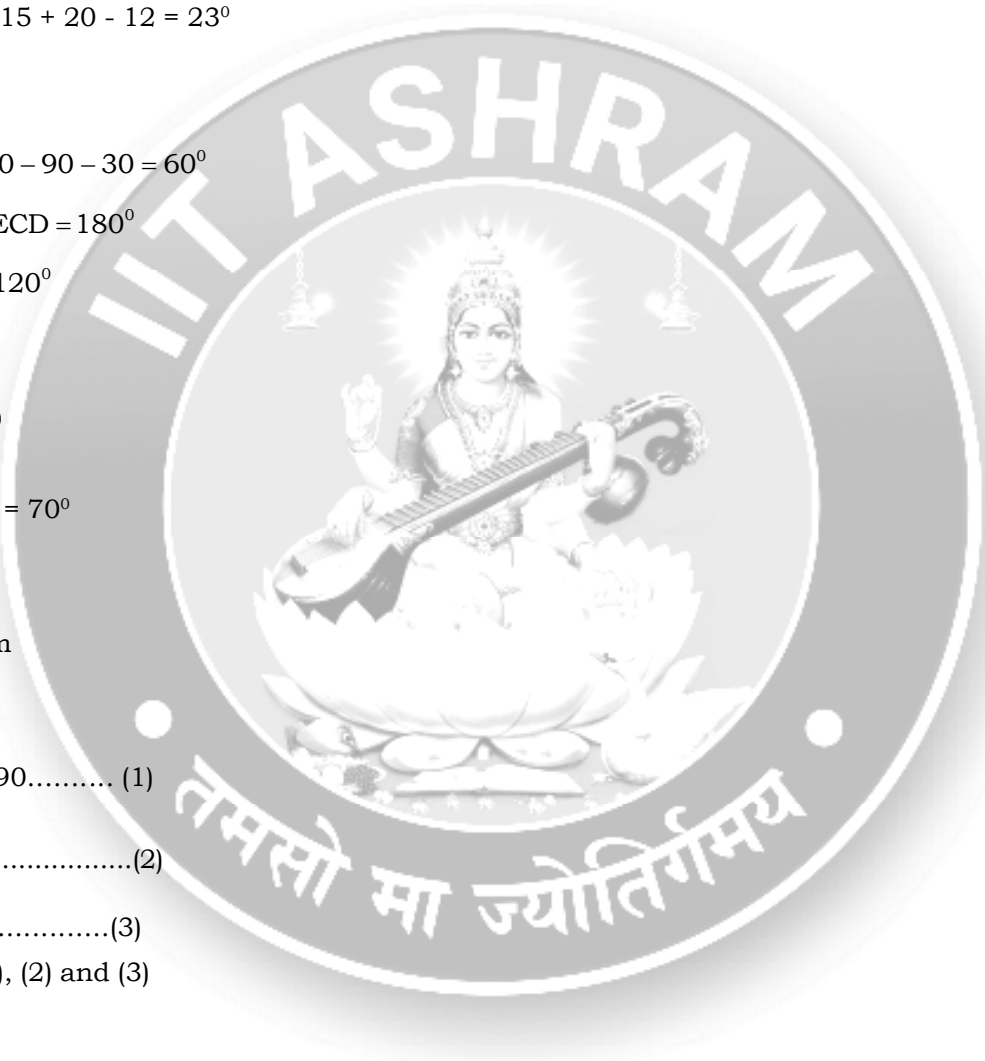 15 + 20 - 12 = 23⁰
IIT ASHRAM
0 – 90 – 30 = 60⁰
ECD = 180⁰
120⁰
)
= 70⁰
90.......... (1)
................(2)
..............(3)
), (2) and (3)
तमसो मा ज्योतिर्गमय